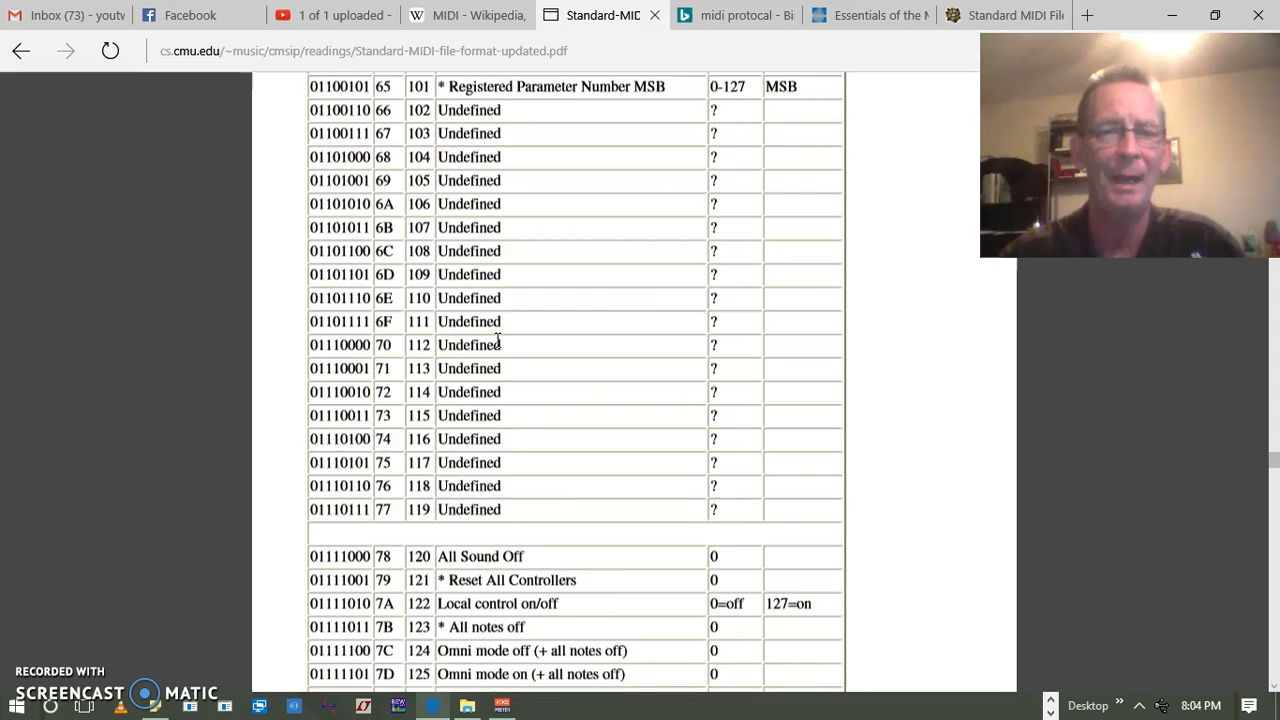 Inbox (73) - youtv
Facebook
1 of 1 uploaded -
W MIDI - Wikipedia,
Standard-MID
midi protocal - Bi
Essentials of the M
Standard MIDI File
cs.cmu.edu/~music/cmsip/readings/Standard-MIDI-file-format-updated.pdf
01100101 65 101 * Registered Parameter Number MSB 0-127 MSB
01100110 66 102 Undefined ?
01100111 67 103 Undefined ?
01101000 68 104 Undefined ?
01101001 69 105 Undefined ?
01101010 6A 106 Undefined ?
01101011 6B 107 Undefined ?
01101100 6C 108 Undefined ?
01101101 6D 109 Undefined ?
01101110 6E 110 Undefined ?
01101111 6F 111 Undefined ?
01110000 70 112 Undefined ?
01110001 71 113 Undefined ?
01110010 72 114 Undefined ?
01110011 73 115 Undefined ?
01110100 74 116 Undefined ?
01110101 75 117 Undefined ?
01110110 76 118 Undefined ?
01110111 77 119 Undefined ?
01111000 78 120 All Sound Off 0
01111001 79 121 * Reset All Controllers 0
01111010 7A 122 Local control on/off 0=off 127=on
01111011 7B 123 * All notes off 0
01111100 7C 124 Omni mode off (+ all notes off) 0
01111101 7D 125 Omni mode on (+ all notes off) 0
RECORDED WITH
SCREENCAST MATIC
Desktop
8:04 PM